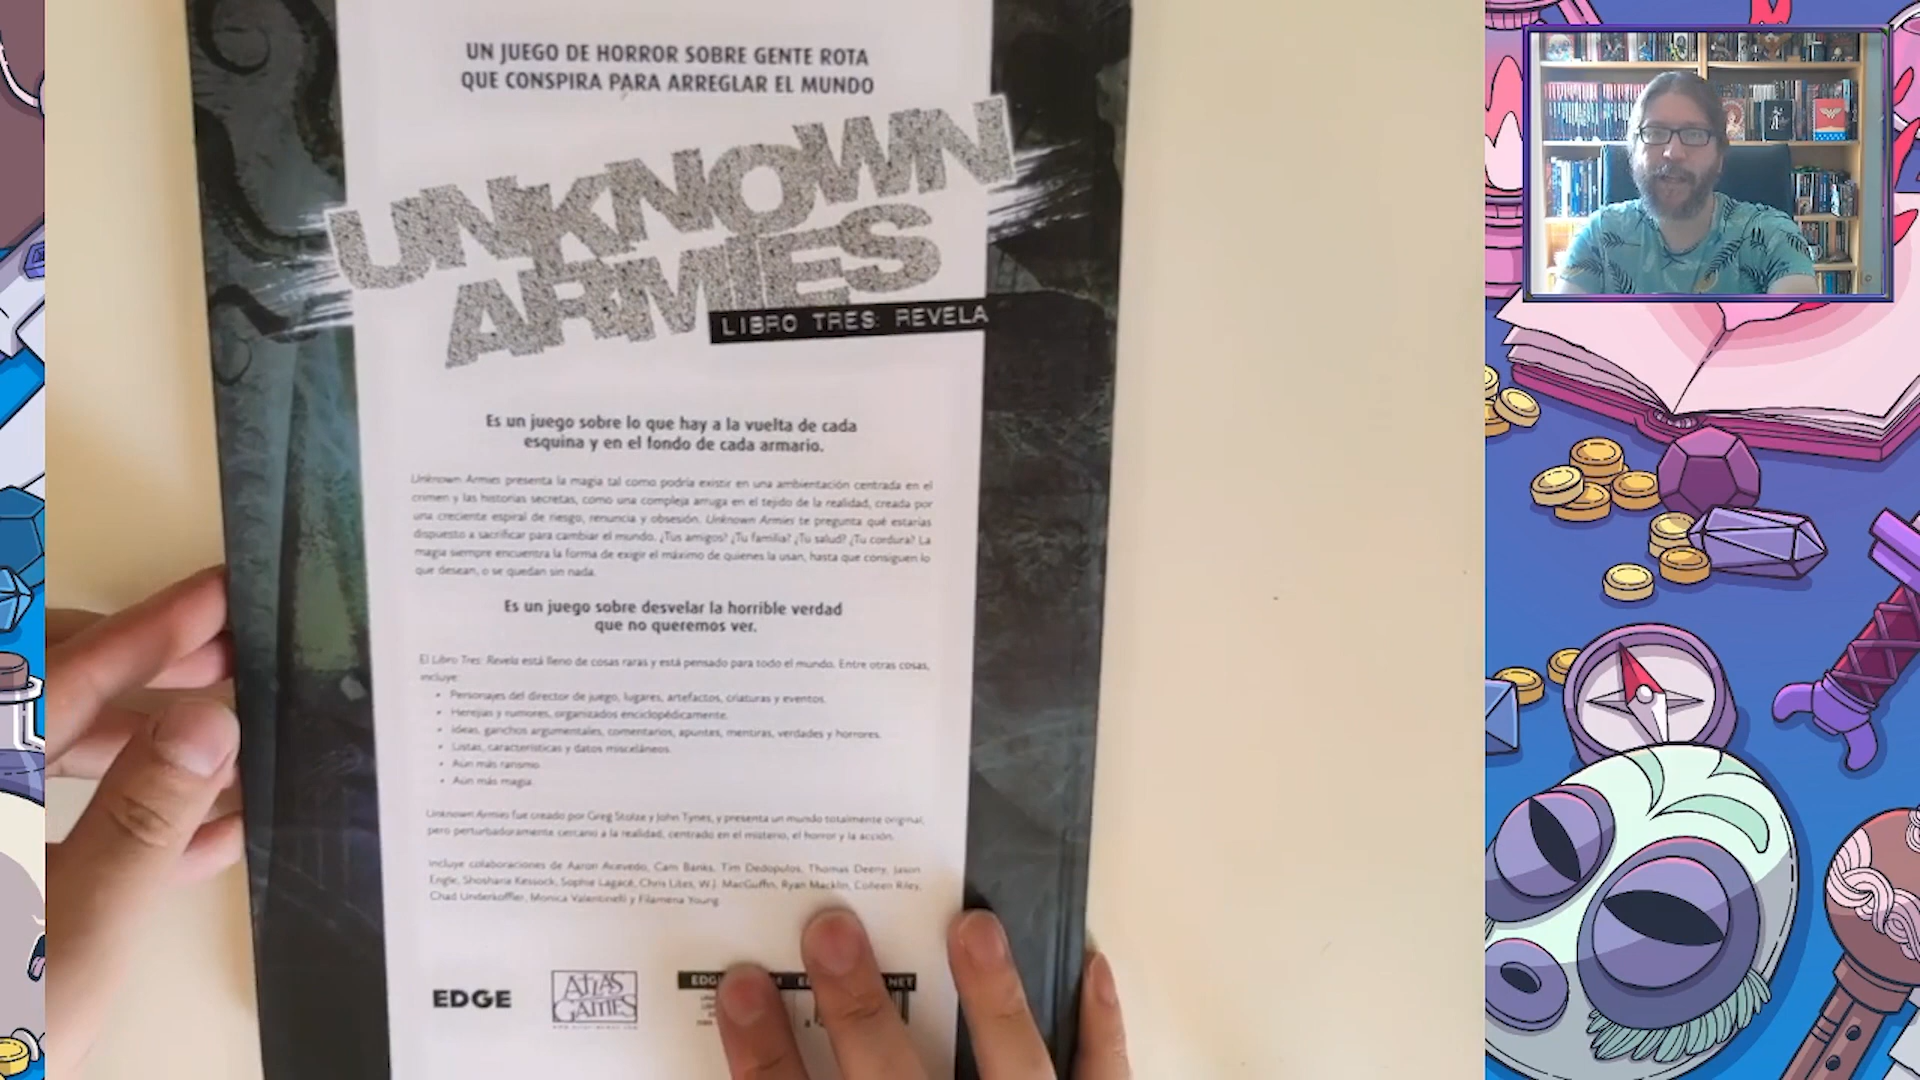 UN JUEGO DE HORROR SOBRE GENTE ROTA
QUE CONSPIRA PARA ARREGLAR EL MUNDO
UNKNOWN
ARMIES
LIBRO TRES: REVELA
Es un juego sobre lo que hay a la vuelta de cada
esquina y en el fondo de cada armario.
Unknown Armies presenta la magia tal como podría existir en una ambientación centrada en el
crimen y las historias secretas, como una compleja arruga en el tejido de la realidad, creada por
una creciente espiral de riesgo, renuncia y obsesión. Unknown Armies te pregunta qué estarías
dispuesto a sacrificar para cambiar el mundo. ¿Tus amigos? ¿Tu familia? ¿Tu salud? ¿Tu cordura? La
magia siempre encuentra la forma de exigir el máximo de quienes la usan, hasta que consiguen lo
que desean, o se quedan sin nada.
Es un juego sobre desvelar la horrible verdad
que no queremos ver.
El Libro Tres: Revela está lleno de cosas raras y está pensado para todo el mundo. Entre otras cosas,
incluye:
• Personajes del director de juego, lugares, artefactos, criaturas y eventos.
• Herejías y rumores, organizados enciclopédicamente.
• Ideas, ganchos argumentales, comentarios, apuntes, mentiras, verdades y horrores.
• Listas, características y datos misceláneos.
• Aún más rarismo.
• Aún más magia.
Unknown Armies fue creado por Greg Stolze y John Tynes, y presenta un mundo totalmente original,
pero perturbadoramente cercano a la realidad, centrado en el misterio, el horror y la acción.
Incluye colaboraciones de Aaron Acevedo, Cam Banks, Tim Dedopulos, Thomas Deeny, Jason
Engle, Shoshana Kessock, Sophie Lagacé, Chris Lites, W.J. MacGuffin, Ryan Macklin, Colleen Riley,
Chad Underkoffler, Monica Valentinelli y Filamena Young.
EDGE
ATLAS
GAMES